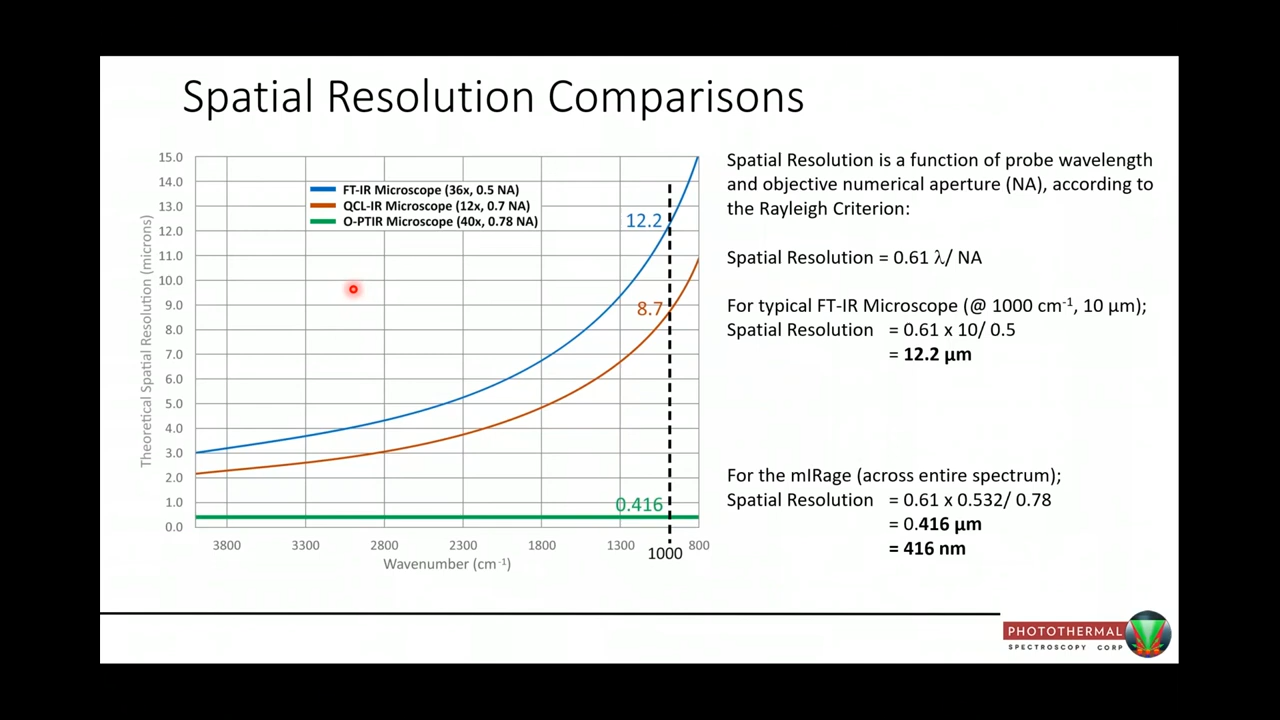 Spatial Resolution Comparisons
15.0
14.0
13.0
12.0
11.0
10.0
9.0
8.0
7.0
6.0
5.0
4.0
3.0
2.0
1.0
0.0
Theoretical Spatial Resolution (microns)
FT-IR Microscope (36x, 0.5 NA)
QCL-IR Microscope (12x, 0.7 NA)
O-PTIR Microscope (40x, 0.78 NA)
12.2
8.7
0.416
3800 3300 2800 2300 1800 1300 1000 800
Wavenumber (cm⁻¹)
Spatial Resolution is a function of probe wavelength
and objective numerical aperture (NA), according to
the Rayleigh Criterion:
Spatial Resolution = 0.61 λ/ NA
For typical FT-IR Microscope (@ 1000 cm⁻¹, 10 µm);
Spatial Resolution = 0.61 x 10/ 0.5
= 12.2 µm
For the mIRage (across entire spectrum);
Spatial Resolution = 0.61 x 0.532/ 0.78
= 0.416 µm
= 416 nm
PHOTOTHERMAL
SPECTROSCOPY CORP